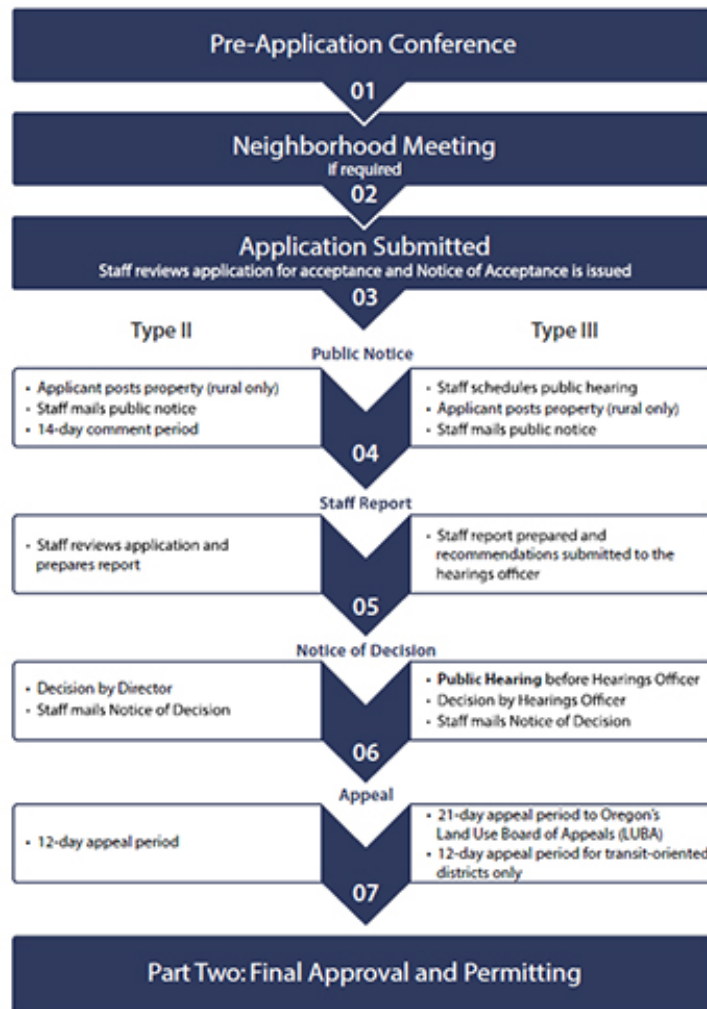 Pre-Application Conference
01
Neighborhood Meeting
If required
02
Application Submitted
Staff reviews application for acceptance and Notice of Acceptance is issued
03
Type II
Type III
Public Notice
• Applicant posts property (rural only)
• Staff mails public notice
• 14-day comment period
• Staff schedules public hearing
• Applicant posts property (rural only)
• Staff mails public notice
04
Staff Report
• Staff reviews application and
prepares report
• Staff report prepared and
recommendations submitted to the
hearings officer
05
Notice of Decision
• Decision by Director
• Staff mails Notice of Decision
• Public Hearing before Hearings Officer
• Decision by Hearings Officer
• Staff mails Notice of Decision
06
Appeal
• 12-day appeal period
• 21-day appeal period to Oregon's
Land Use Board of Appeals (LUBA)
• 12-day appeal period for transit-oriented
districts only
07
Part Two: Final Approval and Permitting